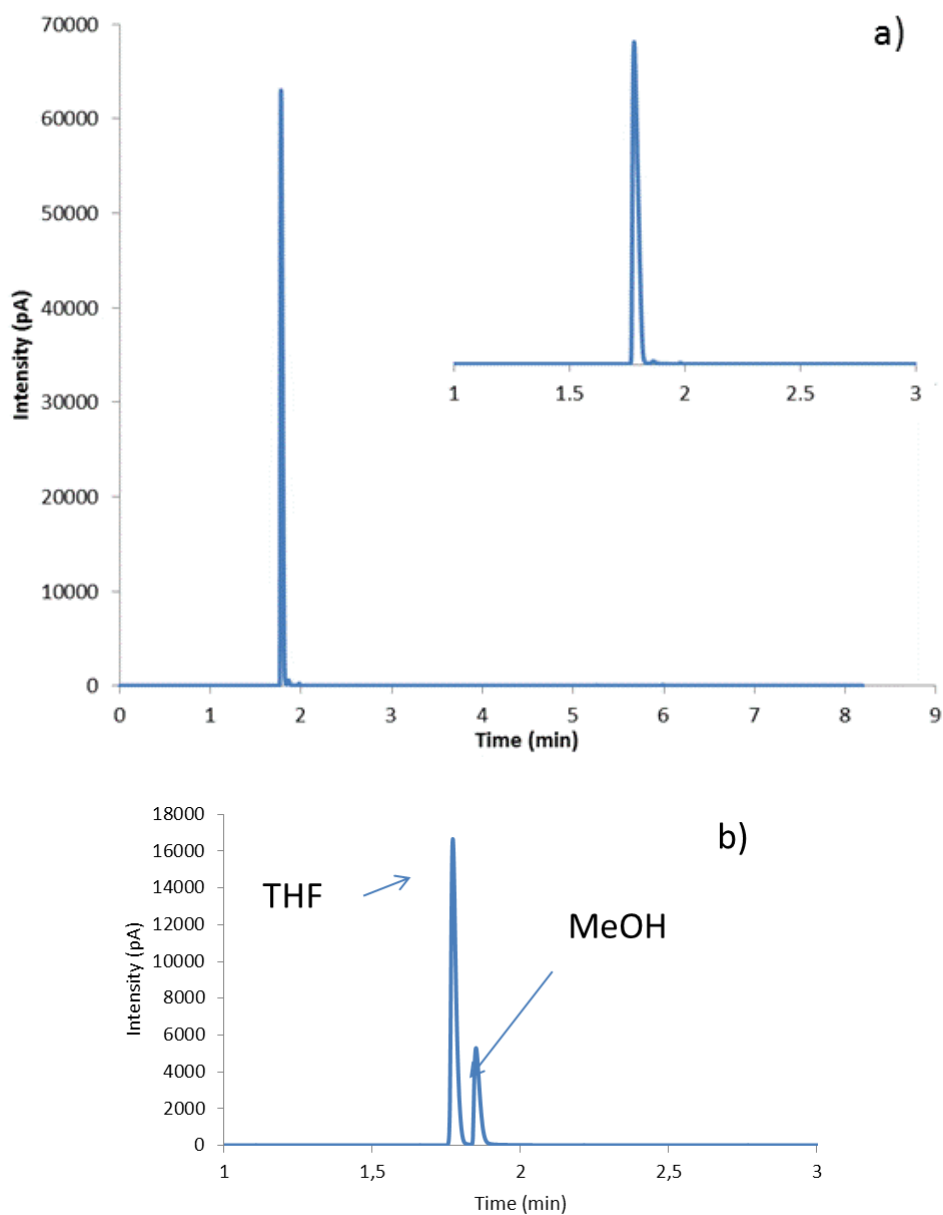 70000
a)
60000
50000
40000
30000
20000
10000
0
Intensity (pA)
1 1.5 2 2.5 3
0 1 2 3 4 5 6 7 8 9
Time (min)
18000
16000
14000
12000
10000
8000
6000
4000
2000
0
Intensity (pA)
b)
THF
MeOH
1 1,5 2 2,5 3
Time (min)